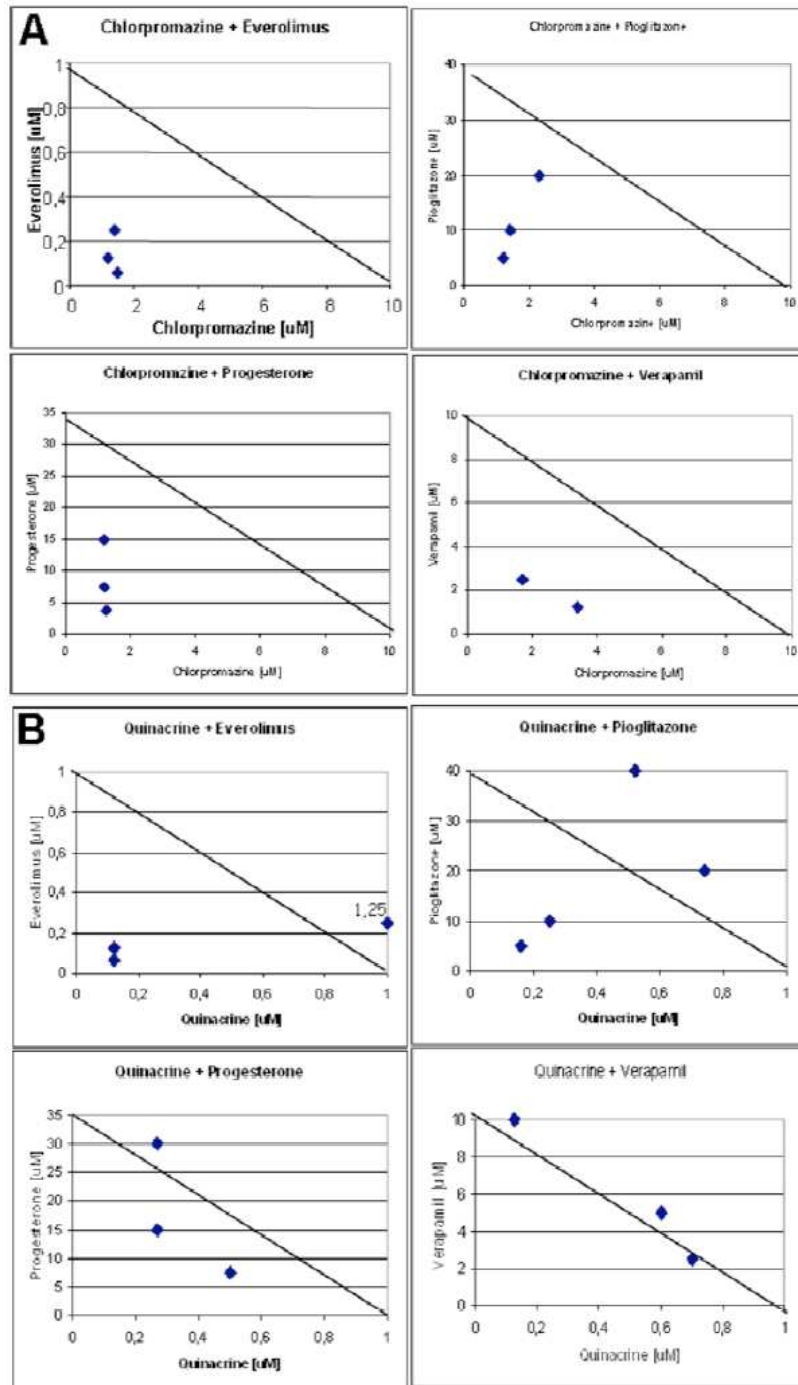 A
Chlorpromazine + Everolimus
Everolimus [uM]
1
0,8
0,6
0,4
0,2
0
0 2 4 6 8 10
Chlorpromazine [uM]
Chlorpromazine + Pioglitazone
Pioglitazone [uM]
40
30
20
10
0
0 2 4 6 8 10
Chlorpromazine [uM]
Chlorpromazine + Progesterone
Progesterone [uM]
35
30
25
20
15
10
5
0
0 2 4 6 8 10
Chlorpromazine [uM]
Chlorpromazine + Verapamil
Verapamil [uM]
10
8
6
4
2
0
0 2 4 6 8 10
Chlorpromazine [uM]
B
Quinacrine + Everolimus
Everolimus [uM]
1
0,8
0,6
0,4
0,2
0
1,25
0 0,2 0,4 0,6 0,8 1
Quinacrine [uM]
Quinacrine + Pioglitazone
Pioglitazone [uM]
40
30
20
10
0
0 0,2 0,4 0,6 0,8 1
Quinacrine [uM]
Quinacrine + Progesterone
Progesterone [uM]
35
30
25
20
15
10
5
0
0 0,2 0,4 0,6 0,8 1
Quinacrine [uM]
Quinacrine + Verapamil
Verapamil [uM]
10
8
6
4
2
0
0 0,2 0,4 0,6 0,8 1
Quinacrine [uM]